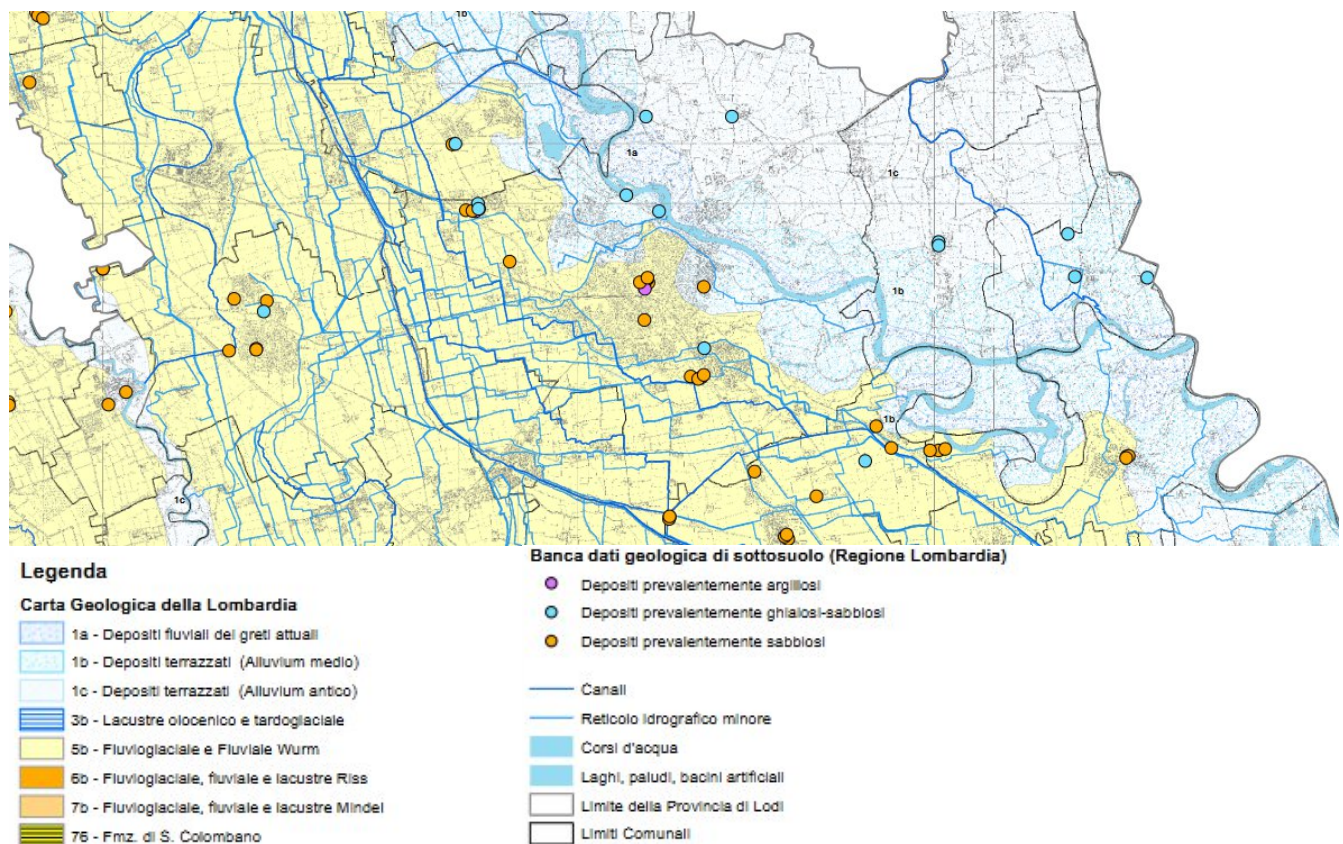 1b
1a
1c
1b
1b
1c
Legenda
Carta Geologica della Lombardia
1a - Depositi fluviali dei greti attuali
1b - Depositi terrazzati (Alluvium medio)
1c - Depositi terrazzati (Alluvium antico)
3b - Lacustre olocenico e tardoglaciale
5b - Fluvioglaciale e Fluviale Wurm
6b - Fluvioglaciale, fluviale e lacustre Riss
7b - Fluvioglaciale, fluviale e lacustre Mindel
76 - Fmz. di S. Colombano
Banca dati geologica di sottosuolo (Regione Lombardia)
Depositi prevalentemente argillosi
Depositi prevalentemente ghiaiosi-sabbiosi
Depositi prevalentemente sabbiosi
Canali
Reticolo idrografico minore
Corsi d'acqua
Laghi, paludi, bacini artificiali
Limite della Provincia di Lodi
Limiti Comunali